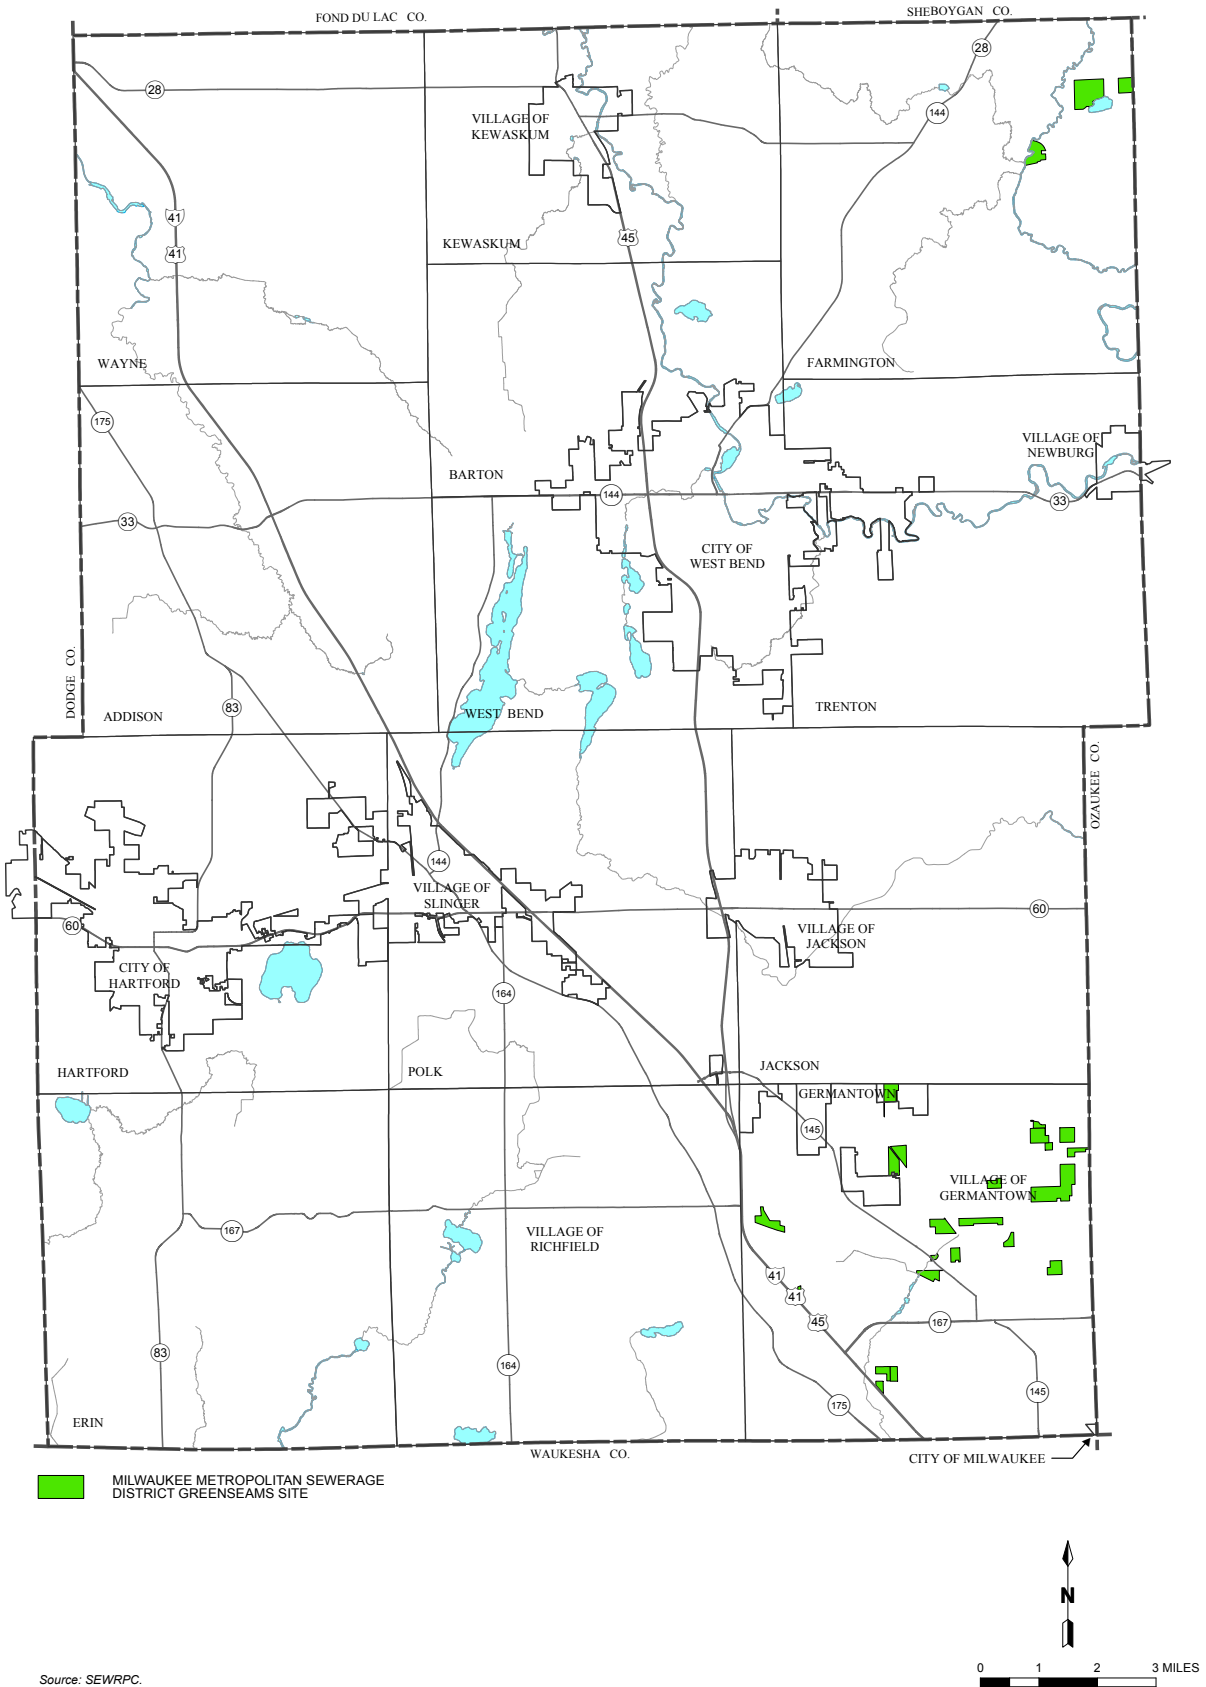 FOND DU LAC CO.
SHEBOYGAN CO.
28
28
144
VILLAGE OF
KEWASKUM
41
41
45
KEWASKUM
WAYNE
FARMINGTON
175
VILLAGE OF
NEWBURG
BARTON
144
33
33
CITY OF
WEST BEND
DODGE CO.
83
ADDISON
WEST BEND
TRENTON
OZAUKEE CO.
144
VILLAGE OF
SLINGER
60
60
VILLAGE OF
JACKSON
CITY OF
HARTFORD
164
HARTFORD
POLK
JACKSON
GERMANTOWN
145
VILLAGE OF
GERMANTOWN
167
VILLAGE OF
RICHFIELD
41
41
45
167
83
164
145
175
ERIN
WAUKESHA CO.
CITY OF MILWAUKEE
MILWAUKEE METROPOLITAN SEWERAGE
DISTRICT GREENSEAMS SITE
N
0 1 2 3 MILES
Source: SEWRPC.